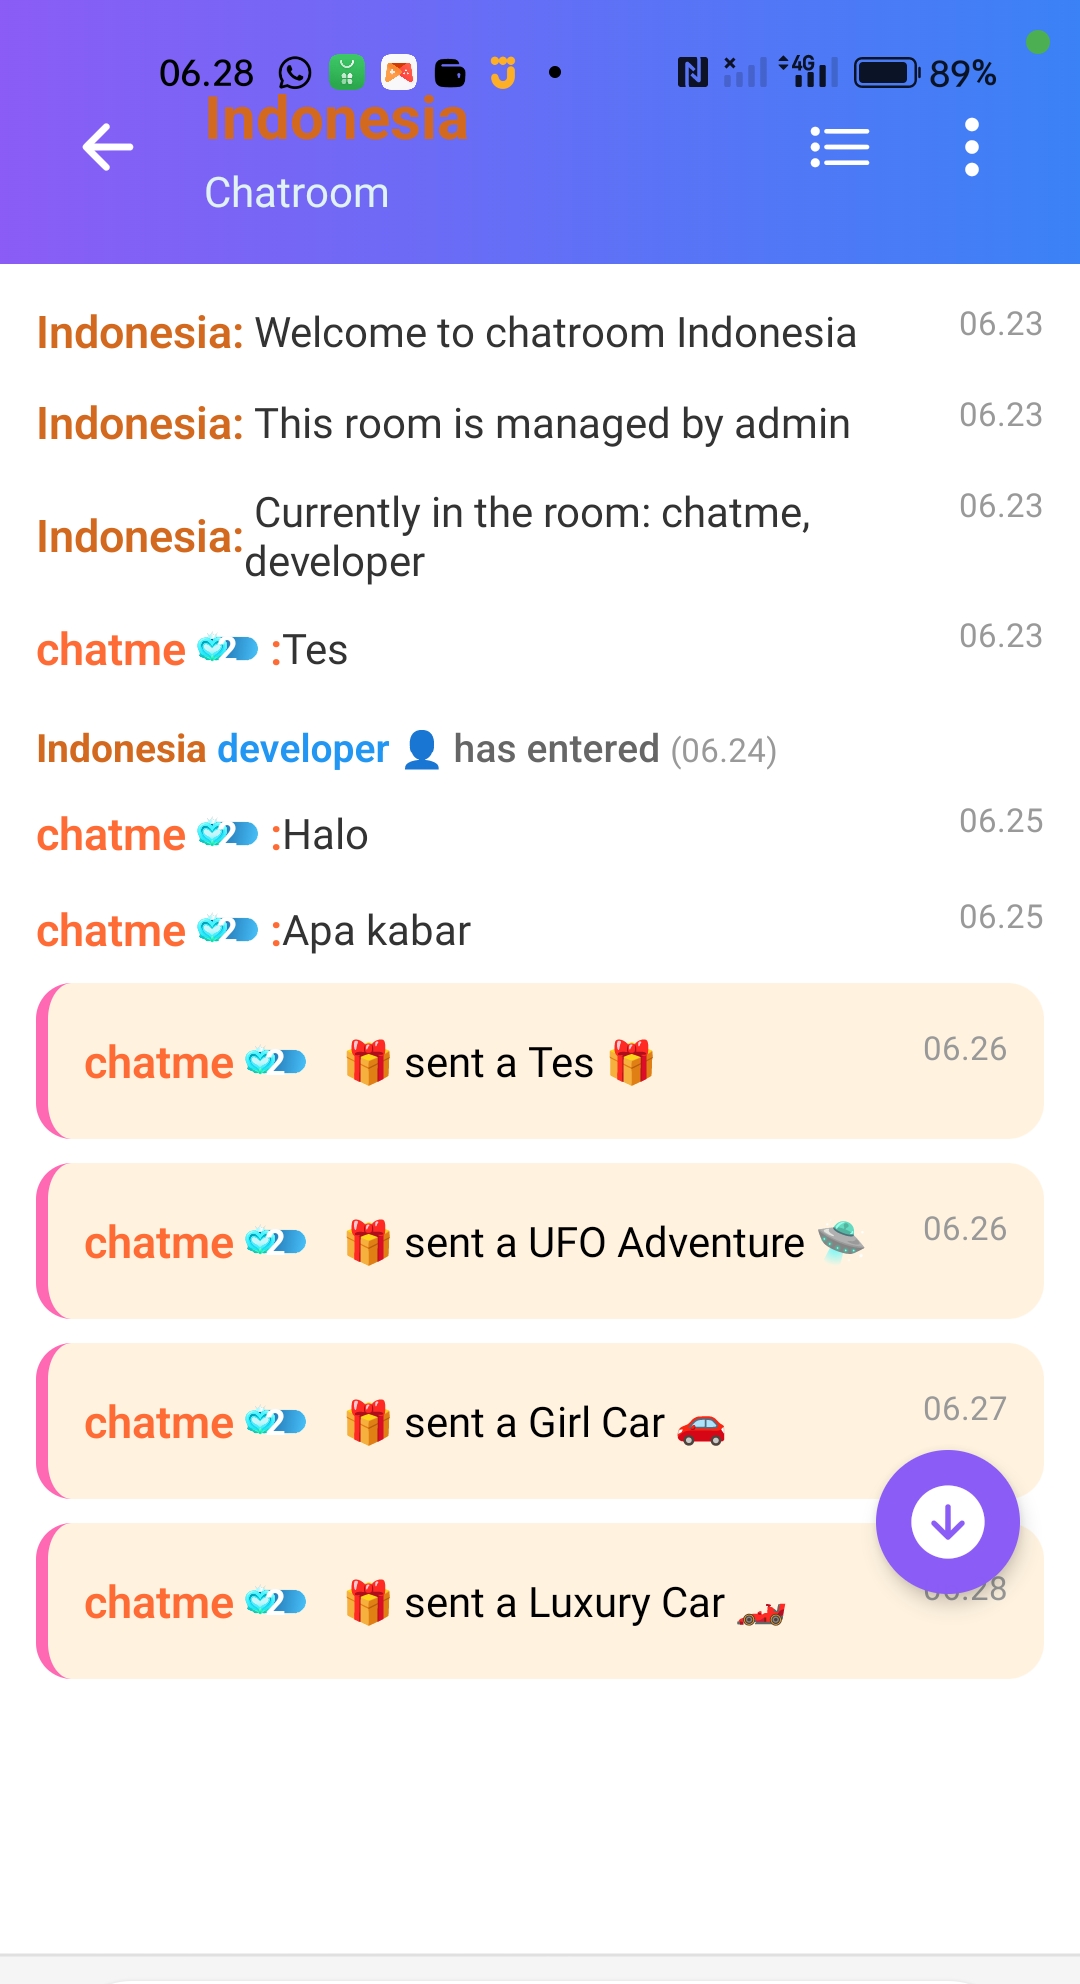 06.28 4G 89%
Indonesia
Chatroom
Indonesia: Welcome to chatroom Indonesia 06.23
Indonesia: This room is managed by admin 06.23
Indonesia: Currently in the room: chatme, 06.23
developer
chatme 2 :Tes 06.23
Indonesia developer 👤 has entered (06.24)
chatme 2 :Halo 06.25
chatme 2 :Apa kabar 06.25
chatme 2 🎁 sent a Tes 🎁 06.26
chatme 2 🎁 sent a UFO Adventure 🛸 06.26
chatme 2 🎁 sent a Girl Car 🚗 06.27
chatme 2 🎁 sent a Luxury Car 🏎️ 06.28